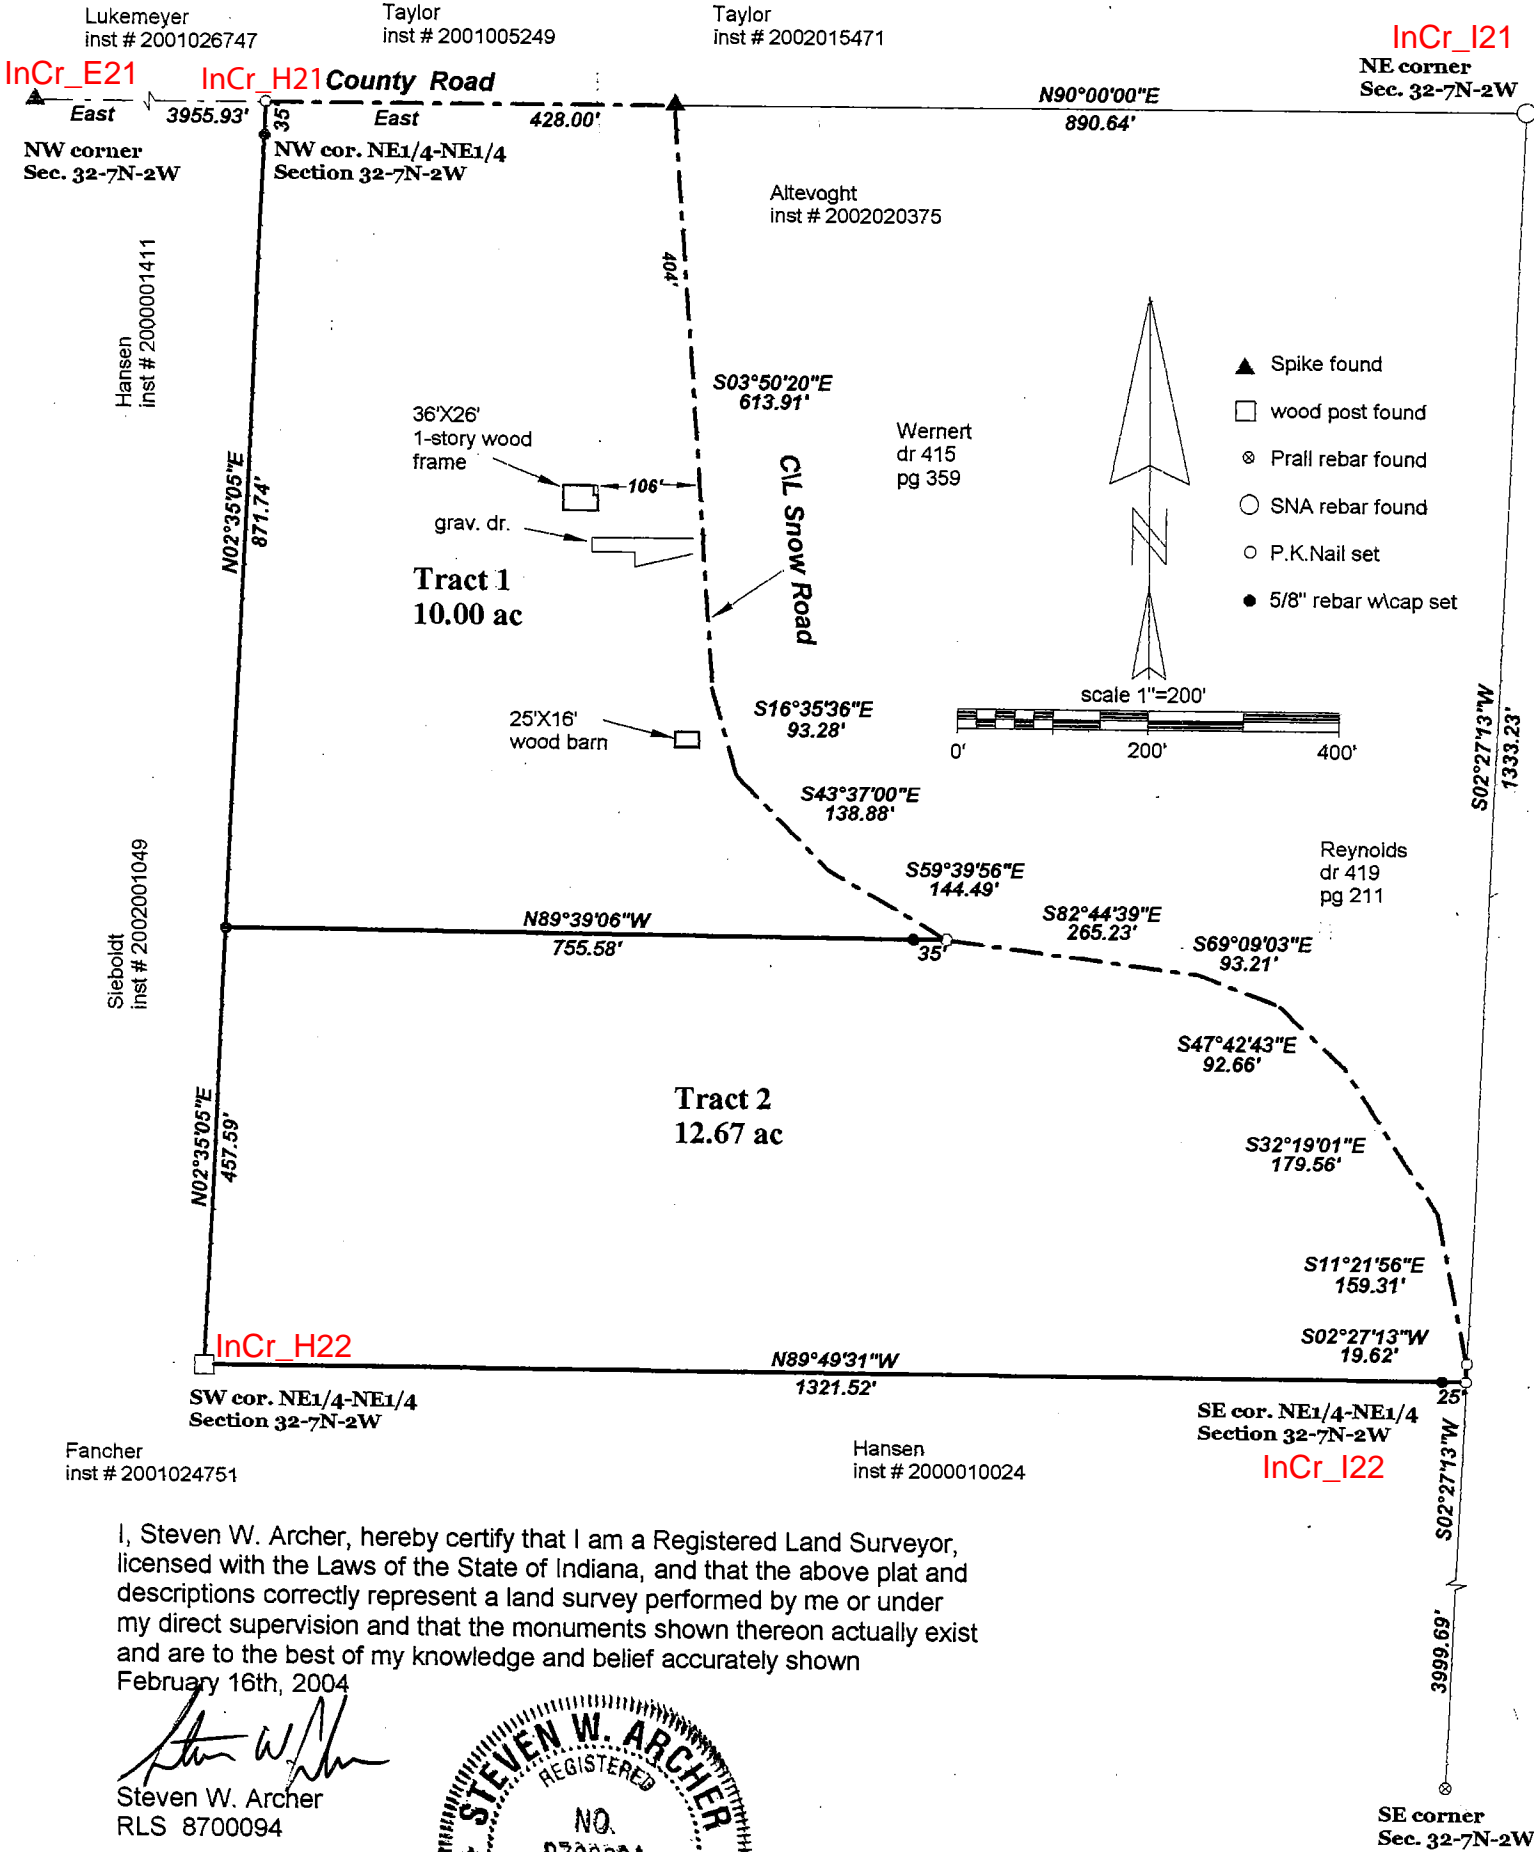 Lukemeyer
inst # 2001026747
Taylor
inst # 2001005249
Taylor
inst # 2002015471
InCr_I21
NE corner
Sec. 32-7N-2W
InCr_E21
InCr_H21
County Road
East
3955.93'
35'
East
428.00'
N90°00'00"E
890.64'
NW corner
Sec. 32-7N-2W
NW cor. NE1/4-NE1/4
Section 32-7N-2W
Altevoght
inst # 2002020375
Hansen
inst # 2000001411
404'
S03°50'20"E
613.91'
Spike found
wood post found
Prall rebar found
SNA rebar found
P.K.Nail set
5/8" rebar w\cap set
36'X26'
1-story wood
frame
106'
grav. dr.
Wernert
dr 415
pg 359
C\L Snow Road
N
N02°35'05"E
871.74'
Tract 1
10.00 ac
scale 1"=200'
0'
200'
400'
S16°35'36"E
93.28'
25'X16'
wood barn
S43°37'00"E
138.88'
S02°27'13"W
1333.23'
Reynolds
dr 419
pg 211
S59°39'56"E
144.49'
Sieboldt
inst # 2002001049
N89°39'06"W
755.58'
35'
S82°44'39"E
265.23'
S69°09'03"E
93.21'
S47°42'43"E
92.66'
Tract 2
12.67 ac
N02°35'05"E
457.59'
S32°19'01"E
179.56'
S11°21'56"E
159.31'
S02°27'13"W
19.62'
InCr_H22
N89°49'31"W
1321.52'
25'
SW cor. NE1/4-NE1/4
Section 32-7N-2W
SE cor. NE1/4-NE1/4
Section 32-7N-2W
InCr_I22
Fancher
inst # 2001024751
Hansen
inst # 2000010024
S02°27'13"W
3999.69'
I, Steven W. Archer, hereby certify that I am a Registered Land Surveyor,
licensed with the Laws of the State of Indiana, and that the above plat and
descriptions correctly represent a land survey performed by me or under
my direct supervision and that the monuments shown thereon actually exist
and are to the best of my knowledge and belief accurately shown
February 16th, 2004
Steven W. Archer
RLS 8700094
STEVEN W. ARCHER
REGISTERED
NO.
SE corner
Sec. 32-7N-2W